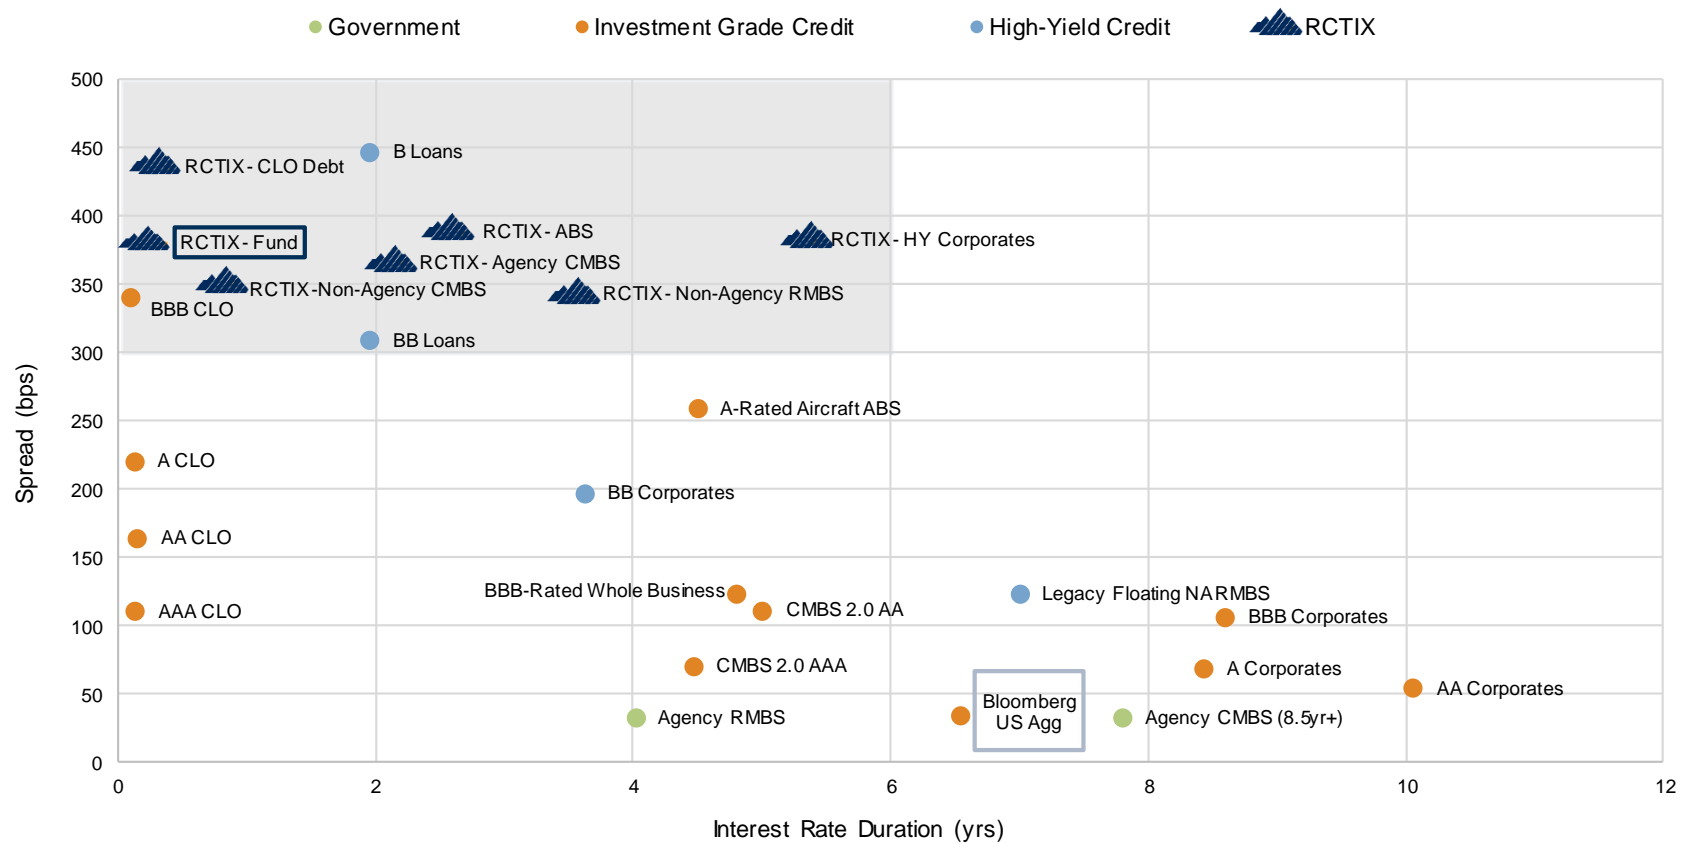 Government
Investment Grade Credit
High-Yield Credit
RCTIX
500
450
400
350
300
250
200
150
100
50
0
Spread (bps)
B Loans
RCTIX - CLO Debt
RCTIX - ABS
RCTIX - HY Corporates
RCTIX - Fund
RCTIX - Agency CMBS
RCTIX -Non-Agency CMBS
RCTIX - Non-Agency RMBS
BBB CLO
BB Loans
A-Rated Aircraft ABS
A CLO
BB Corporates
AA CLO
BBB-Rated Whole Business
Legacy Floating NA RMBS
AAA CLO
CMBS 2.0 AA
BBB Corporates
CMBS 2.0 AAA
A Corporates
AA Corporates
Bloomberg
US Agg
Agency RMBS
Agency CMBS (8.5yr+)
0
2
4
6
8
10
12
Interest Rate Duration (yrs)